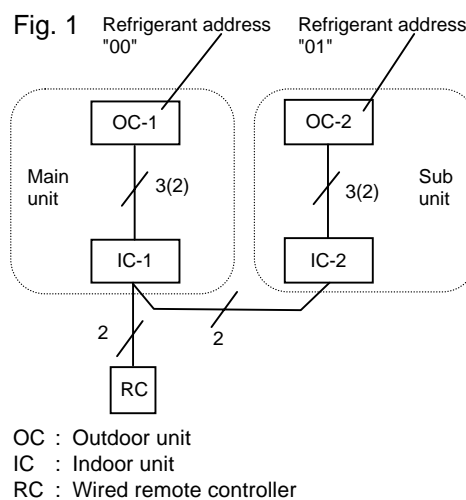 Fig. 1
Refrigerant address "00"
Refrigerant address "01"
OC-1
OC-2
Main unit
3(2)
3(2)
Sub unit
IC-1
IC-2
2
2
RC
OC : Outdoor unit
IC : Indoor unit
RC : Wired remote controller